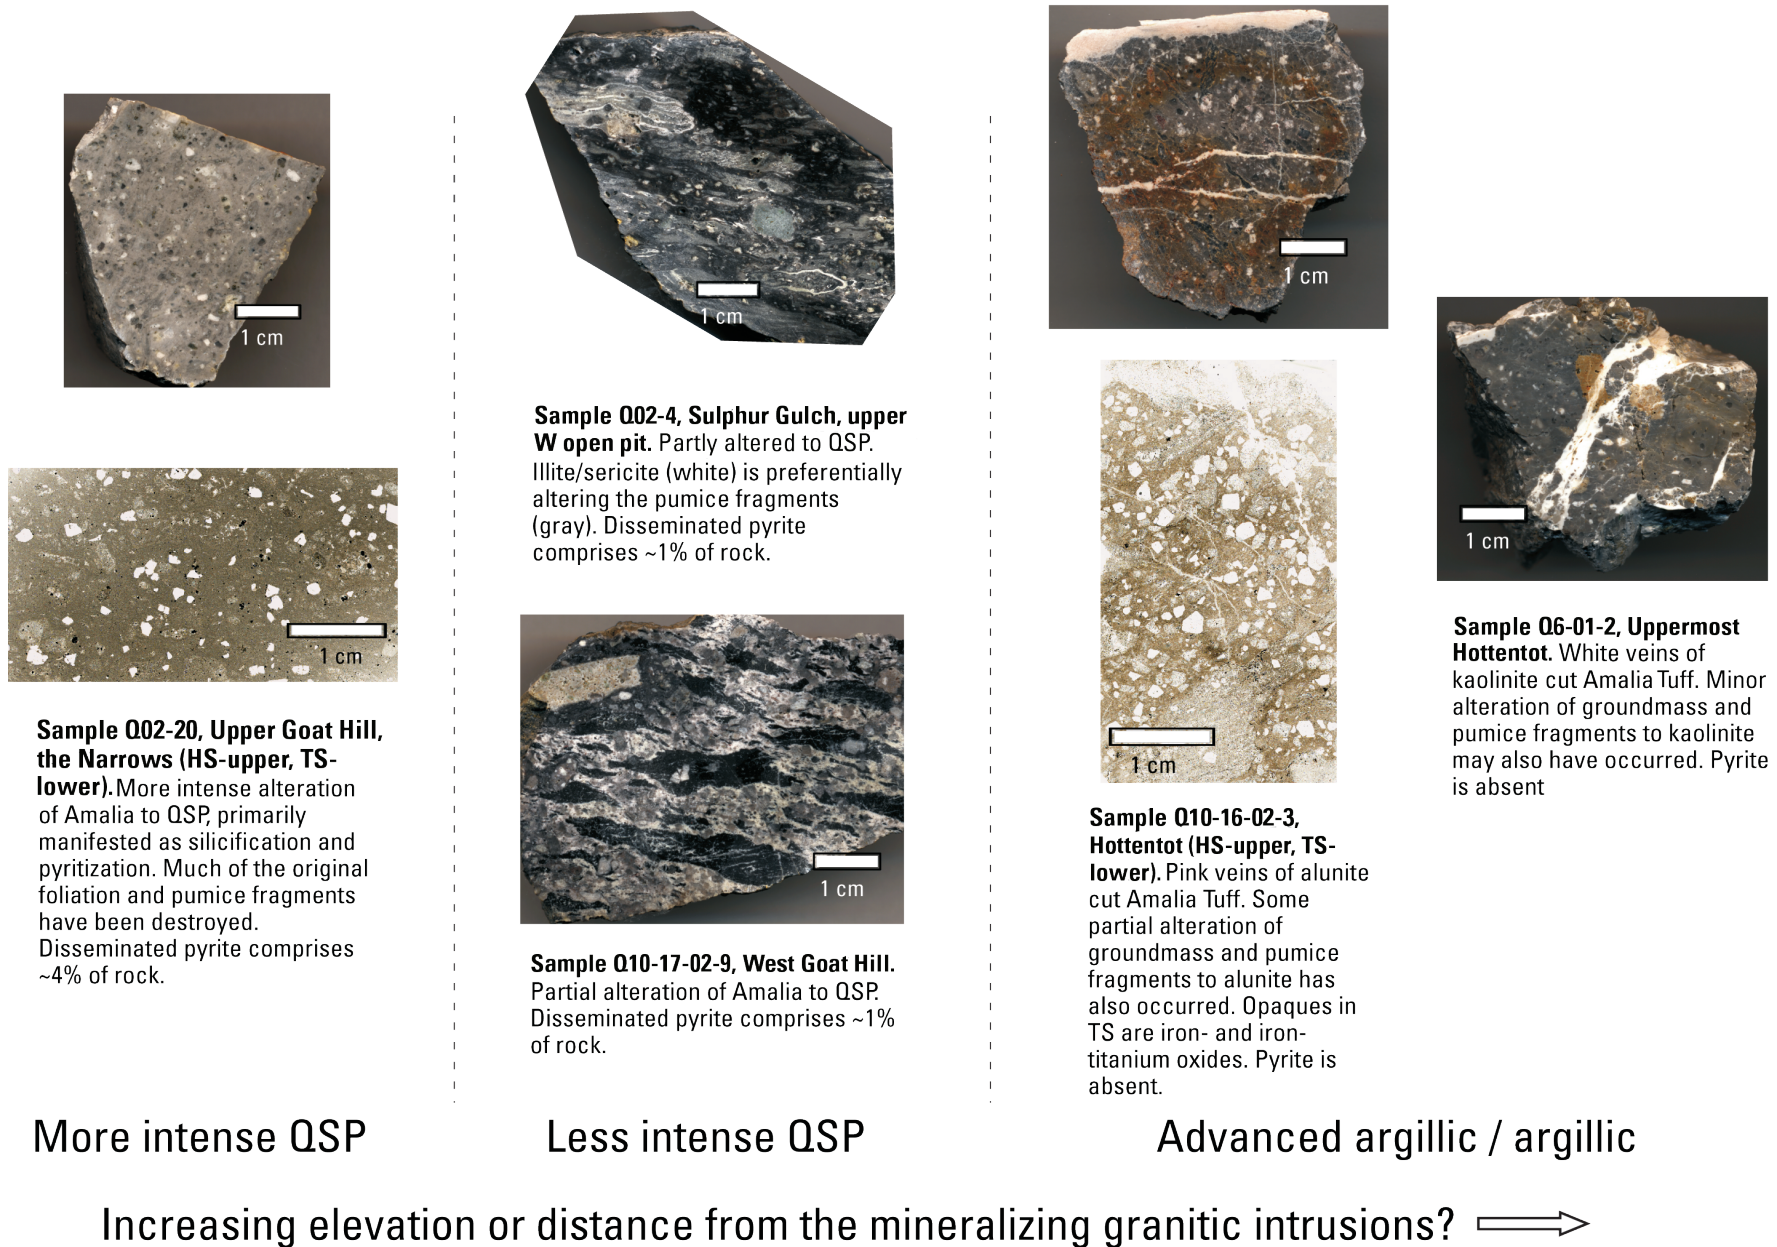 1 cm
1 cm
Sample Q02-20, Upper Goat Hill,
the Narrows (HS-upper, TS-
lower). More intense alteration
of Amalia to QSP, primarily
manifested as silicification and
pyritization. Much of the original
foliation and pumice fragments
have been destroyed.
Disseminated pyrite comprises
~4% of rock.
1 cm
Sample Q02-4, Sulphur Gulch, upper
W open pit. Partly altered to QSP.
Illite/sericite (white) is preferentially
altering the pumice fragments
(gray). Disseminated pyrite
comprises ~1% of rock.
1 cm
Sample Q10-17-02-9, West Goat Hill.
Partial alteration of Amalia to QSP.
Disseminated pyrite comprises ~1%
of rock.
1 cm
1 cm
Sample Q10-16-02-3,
Hottentot (HS-upper, TS-
lower). Pink veins of alunite
cut Amalia Tuff. Some
partial alteration of
groundmass and pumice
fragments to alunite has
also occurred. Opaques in
TS are iron- and iron-
titanium oxides. Pyrite is
absent.
1 cm
Sample Q6-01-2, Uppermost
Hottentot. White veins of
kaolinite cut Amalia Tuff. Minor
alteration of groundmass and
pumice fragments to kaolinite
may also have occurred. Pyrite
is absent
More intense QSP
Less intense QSP
Advanced argillic / argillic
Increasing elevation or distance from the mineralizing granitic intrusions?